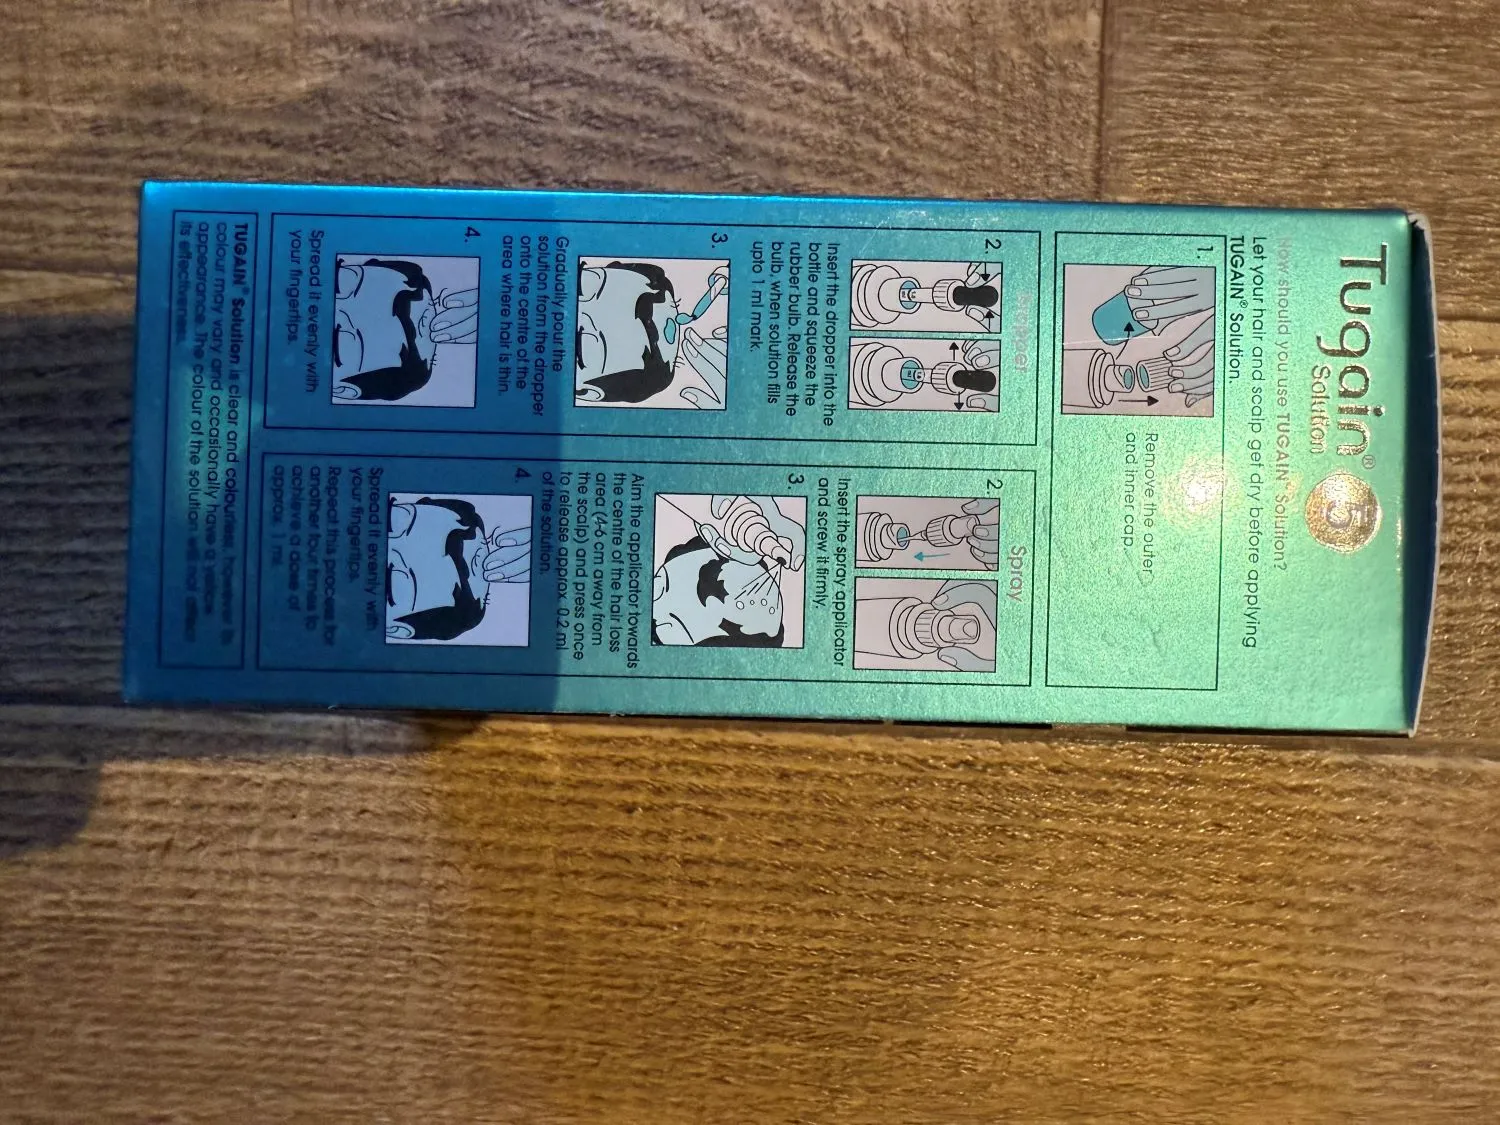 Tugain® 5
Solution
How should you use TUGAIN® Solution?
Let your hair and scalp get dry before applying
TUGAIN® Solution.
1.
Remove the outer
and inner cap.
Dropper
2.
Insert the dropper into the
bottle and squeeze the
rubber bulb. Release the
bulb, when solution fills
upto 1 ml mark.
3.
Gradually pour the
solution from the dropper
onto the centre of the
area where hair is thin.
4.
Spread it evenly with
your fingertips.
Spray
2.
Insert the spray applicator
and screw it firmly.
3.
Aim the applicator towards
the centre of the hair loss
area (4-6 cm away from
the scalp) and press once
to release approx. 0.2 ml
of the solution.
4.
Spread it evenly with
your fingertips.
Repeat this process for
another four times to
achieve a dose of
approx. 1 ml.
TUGAIN® Solution is clear and colourless, however its
colour may vary and occasionally have a yellow
appearance. The colour of the solution will not affect
its effectiveness.